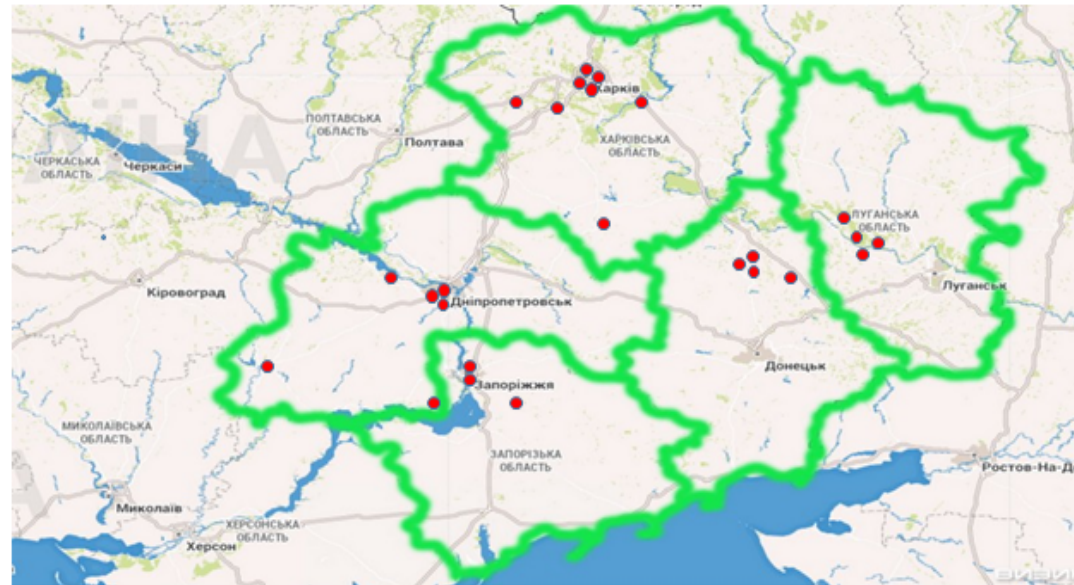 ЇНА
Харків
ПОЛТАВСЬКА
ОБЛАСТЬ
ХАРКІВСЬКА
ОБЛАСТЬ
Полтава
ЧЕРКАСЬКА
ОБЛАСТЬ
Черкаси
ЛУГАНСЬКА
ОБЛАСТЬ
Кіровоград
Луганськ
Дніпропетровськ
Донецьк
Запоріжжя
МИКОЛАЇВСЬКА
ОБЛАСТЬ
ЗАПОРІЗЬКА
ОБЛАСТЬ
Ростов-На-Д
Миколаїв
ХЕРСОНСЬКА
ОБЛАСТЬ
Херсон